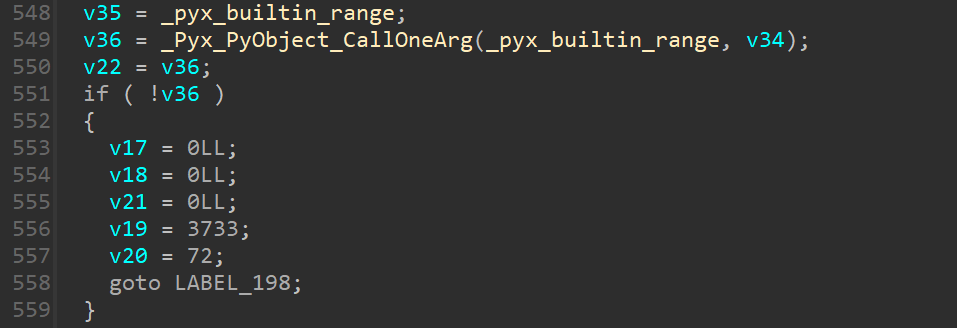 548 v35 = _pyx_builtin_range;
549 v36 = _Pyx_PyObject_CallOneArg(_pyx_builtin_range, v34);
550 v22 = v36;
551 if ( !v36 )
552 {
553 v17 = 0LL;
554 v18 = 0LL;
555 v21 = 0LL;
556 v19 = 3733;
557 v20 = 72;
558 goto LABEL_198;
559 }